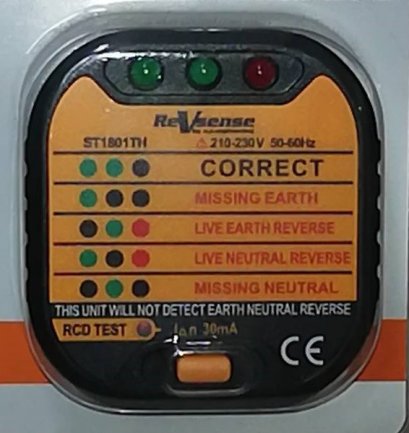 ReVsense
ST1801TH ⚠ 210-230V 50-60Hz
CORRECT
MISSING EARTH
LIVE EARTH REVERSE
LIVE NEUTRAL REVERSE
MISSING NEUTRAL
THIS UNIT WILL NOT DETECT EARTH NEUTRAL REVERSE
RCD TEST I△n 30mA
CE